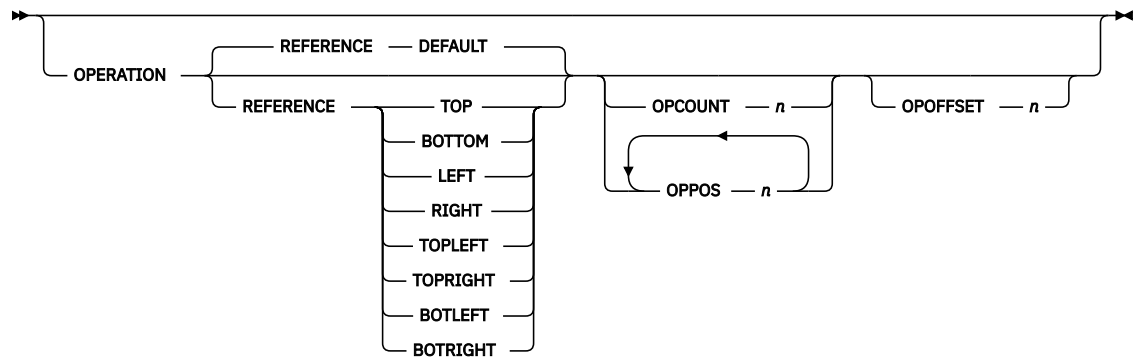 REFERENCE DEFAULT
OPERATION
REFERENCE TOP OPCOUNT n OPOFFSET n
BOTTOM
LEFT
OPPOS n
RIGHT
TOPLEFT
TOPRIGHT
BOTLEFT
BOTRIGHT